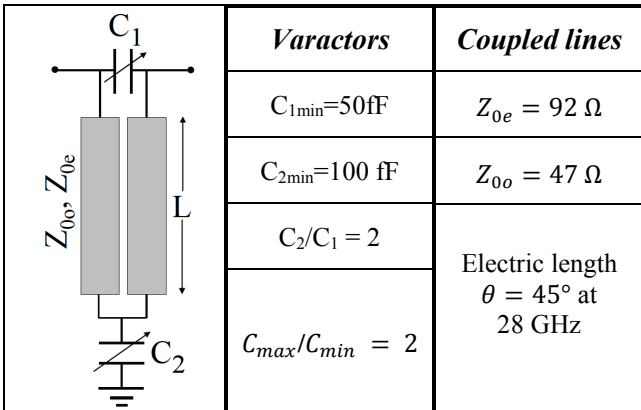 C₁
Z₀ₒ, Z₀ₑ
L
C₂
Varactors
Coupled lines
C₁min=50fF
Z₀ₑ = 92 Ω
C₂min=100 fF
Z₀ₒ = 47 Ω
C₂/C₁ = 2
Electric length
θ = 45° at
28 GHz
Cmax/Cmin = 2